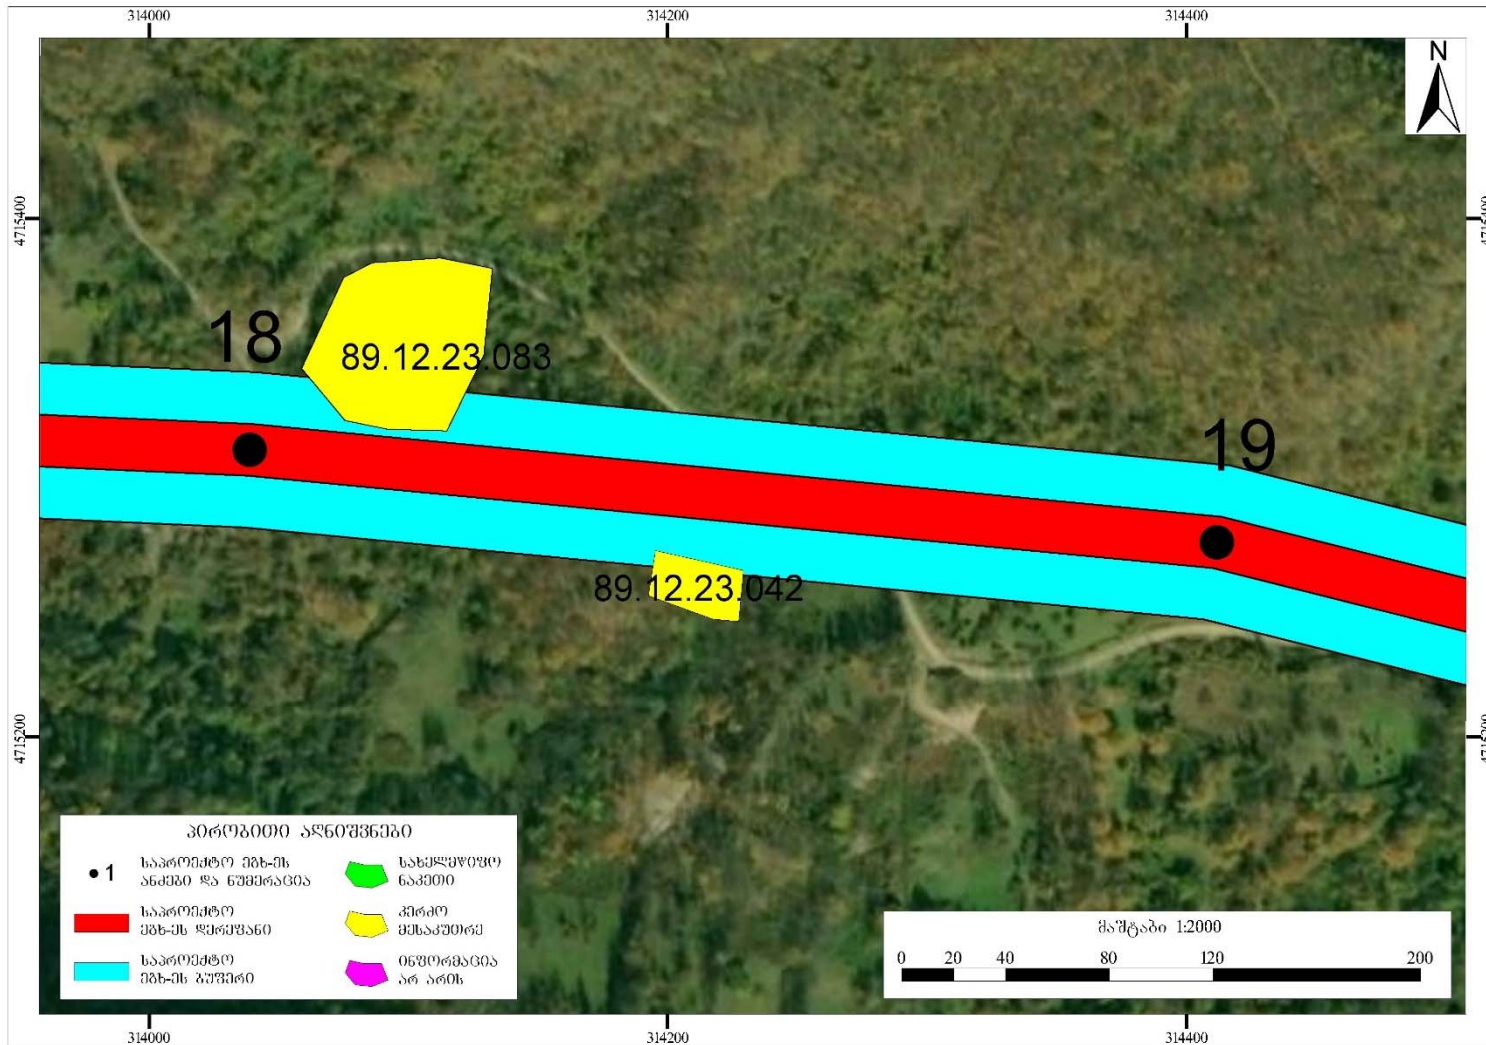 314000 314200 314400
N
4715400 4715400
18
89.12.23.083
19
89.12.23.042
4715200 4715200
პირობითი აღნიშვნები
1 საპროექტო ეგხ-ის
ანძები და ნუმერაცია
საპროექტო
ეგხ-ის დერეფანი
საპროექტო
ეგხ-ის ბუფერი
სახელმწიფო
ნაკვეთი
კერძო
მესაკუთრე
ინფორმაცია
არ არის
მაშტაბი 1:2000
0 20 40 80 120 200
314000 314200 314400